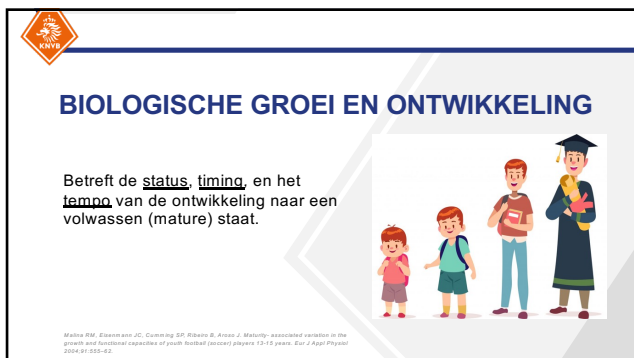 KNVB
BIOLOGISCHE GROEI EN ONTWIKKELING
Betreft de status, timing, en het
tempo van de ontwikkeling naar een
volwassen (mature) staat.
Malina RM, Eisenmann JC, Cumming SP, Ribeiro B, Aroso J. Maturity- associated variation in the
growth and functional capacities of youth football (soccer) players 13-15 years. Eur J Appl Physiol
2004;91:555–62.